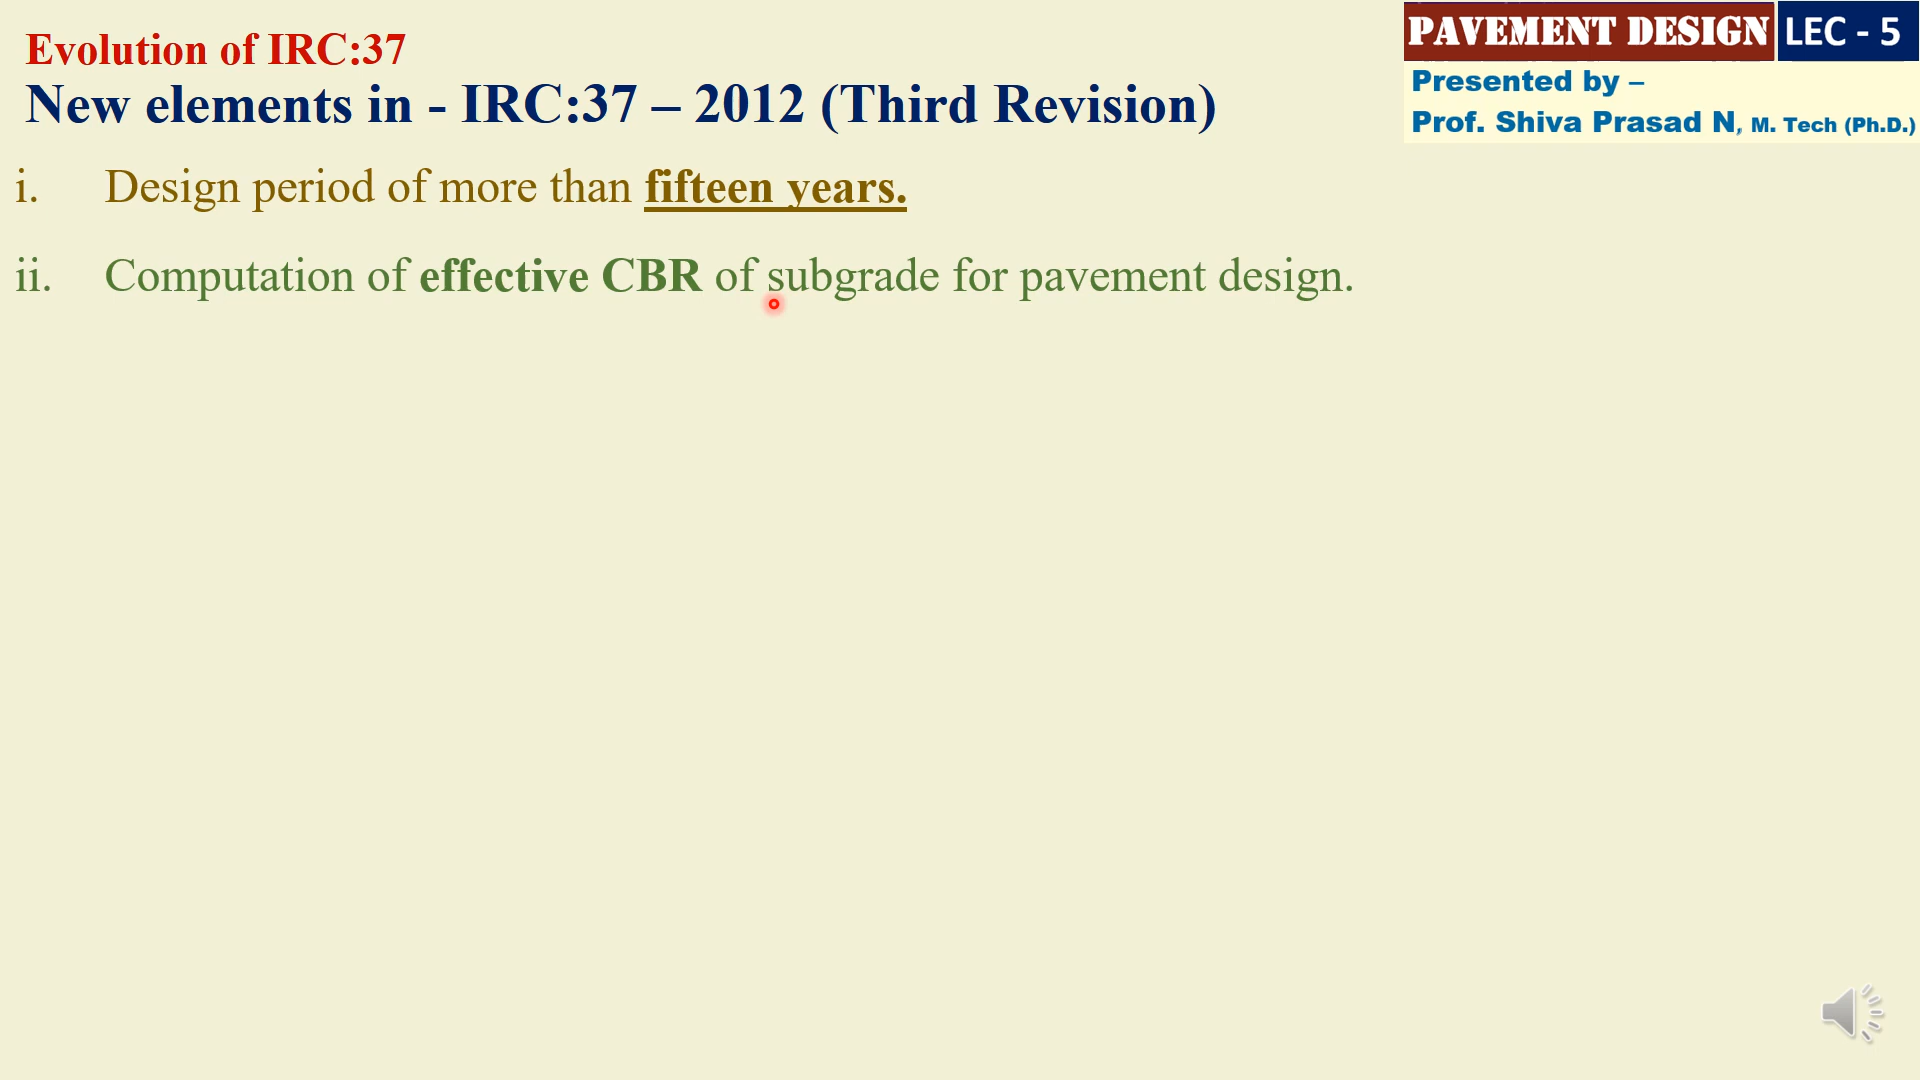 Evolution of IRC:37
New elements in - IRC:37 – 2012 (Third Revision)
PAVEMENT DESIGN LEC - 5
Presented by –
Prof. Shiva Prasad N, M. Tech (Ph.D.)
i. Design period of more than fifteen years.
ii. Computation of effective CBR of subgrade for pavement design.